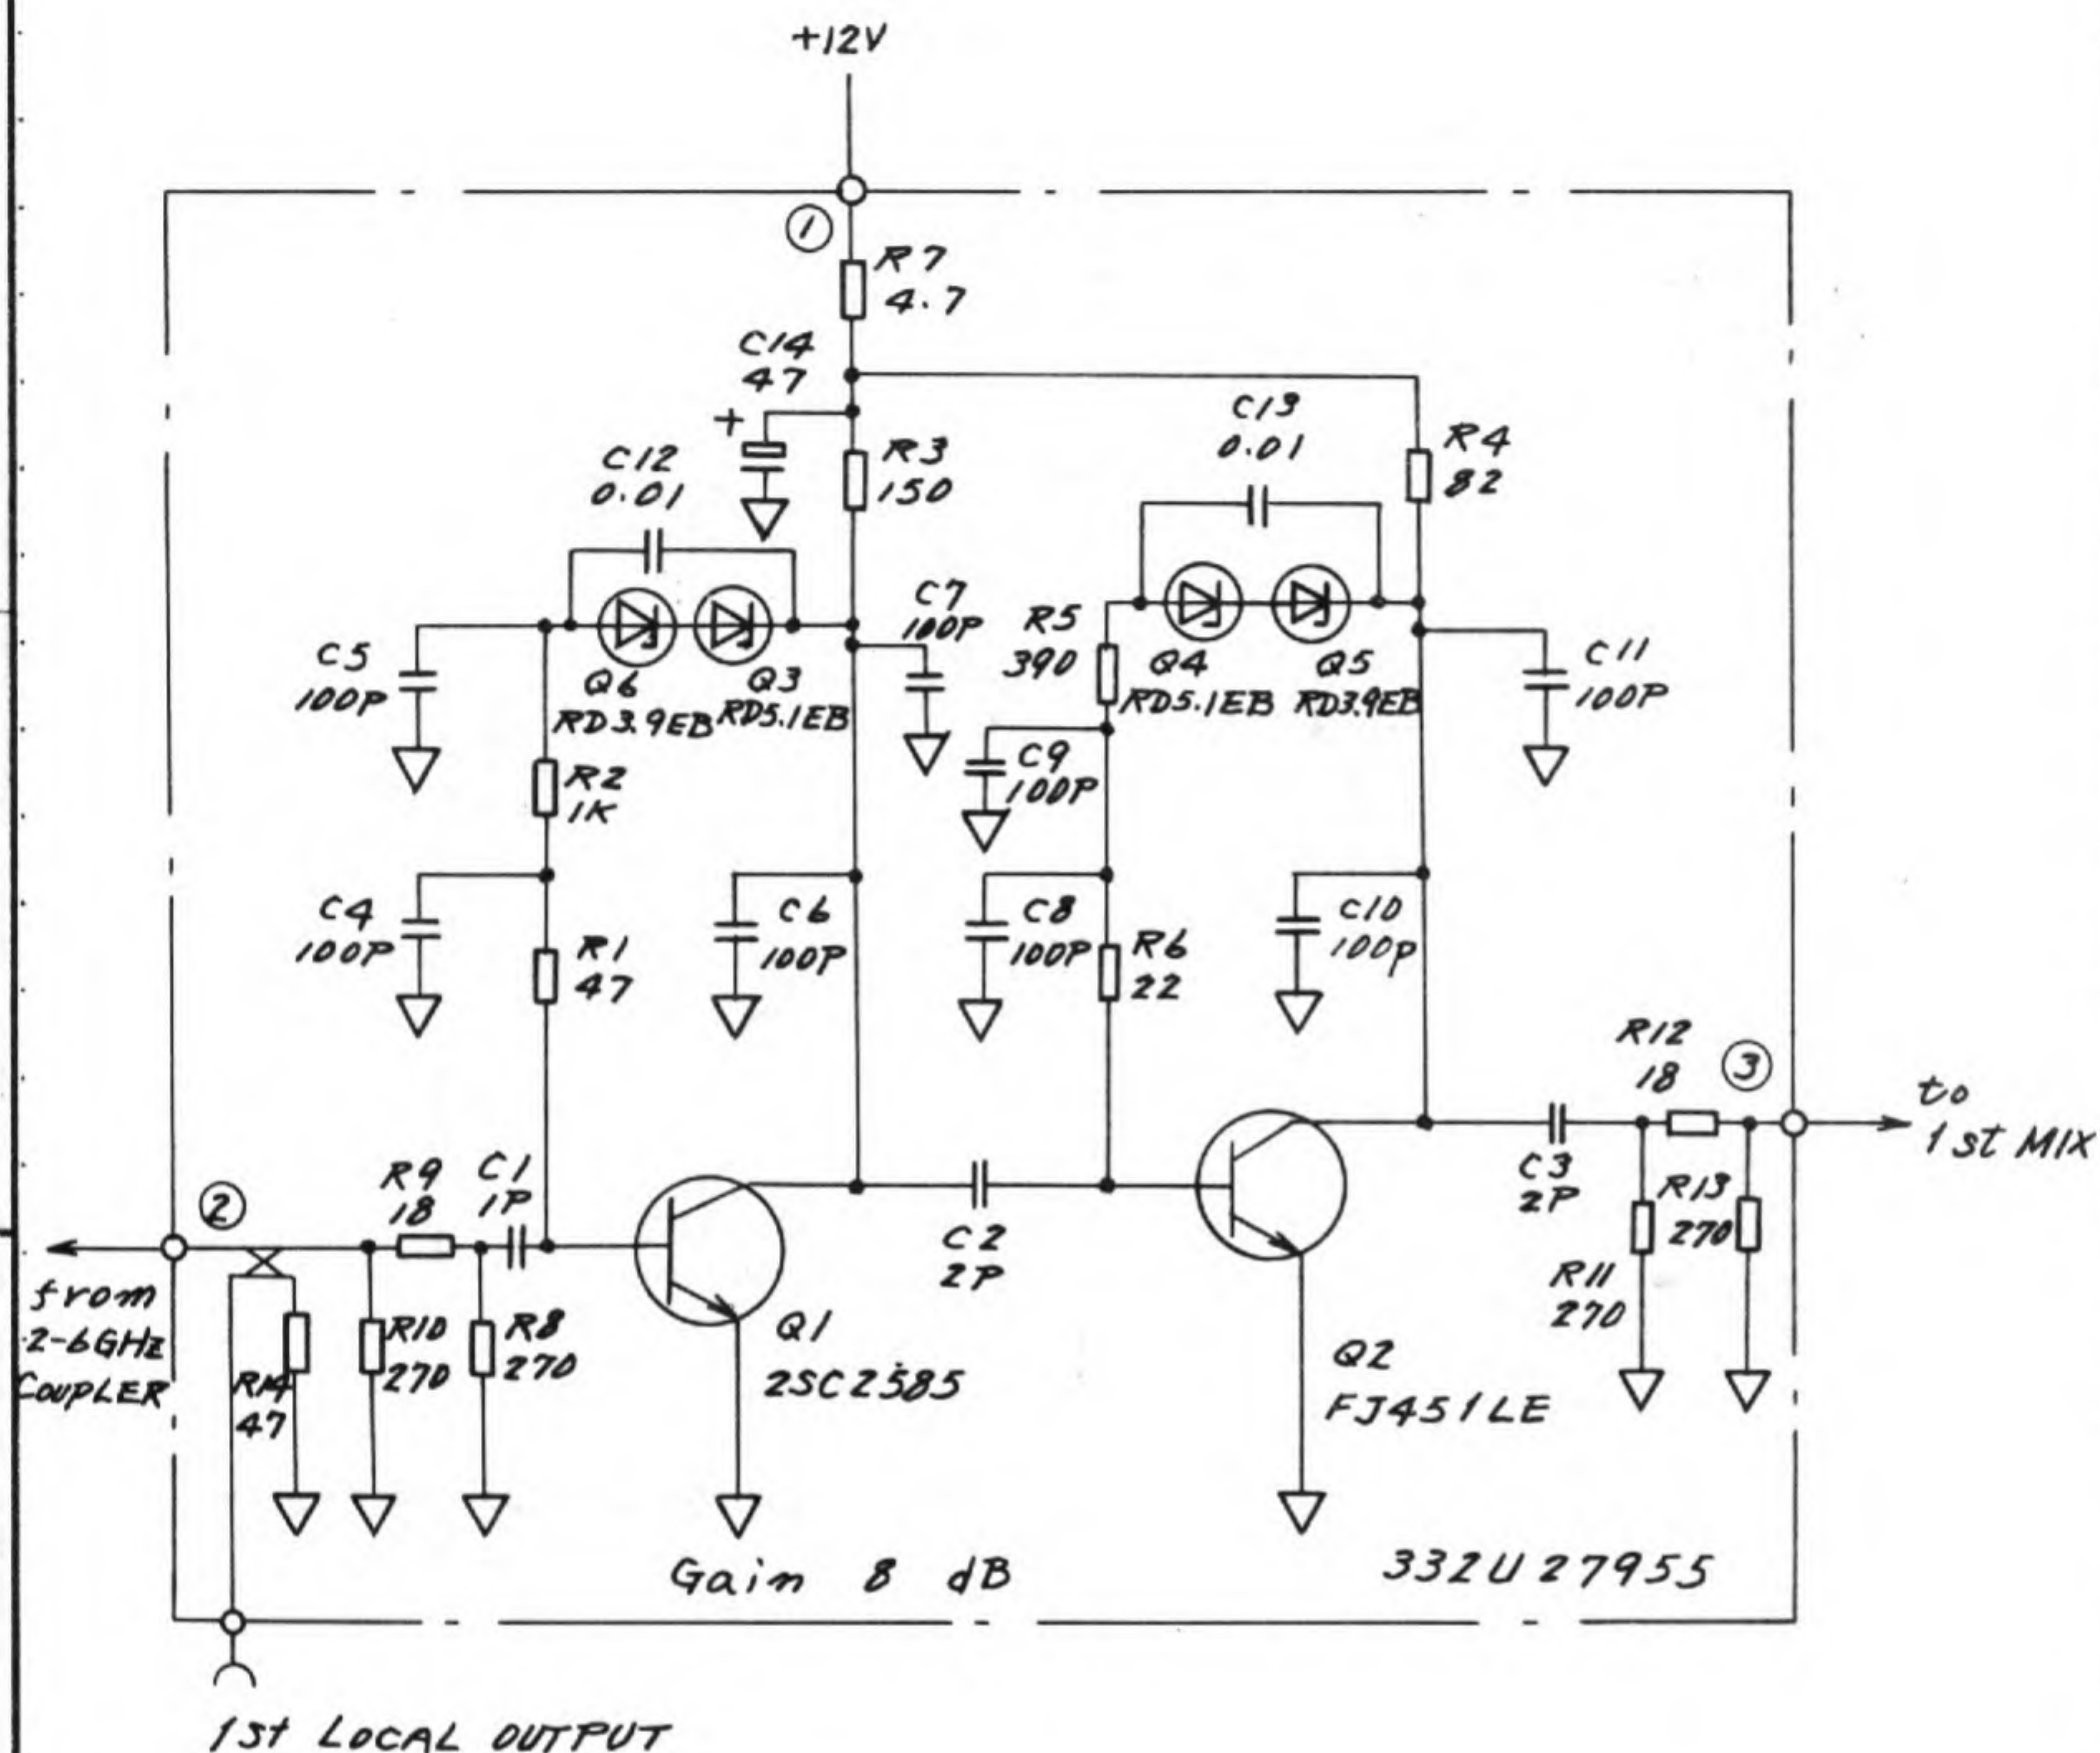 +12V
1
R7
4.7
C14
47
+
C13
0.01
R4
82
C12
0.01
R3
150
C7
100P
R5
390
Q4
RD5.1EB
Q5
RD3.9EB
C11
100P
C5
100P
Q6
RD3.9EB
Q3
RD5.1EB
R2
1K
C9
100P
C4
100P
R1
47
C6
100P
C8
100P
R6
22
C10
100P
R12
18
3
to
1st MIX
2
R9
18
C1
1P
C2
2P
C3
2P
R13
270
R11
270
from
2-6GHz
COUPLER
R14
47
R10
270
R8
270
Q1
2SC2585
Q2
FJ451LE
Gain 8 dB
332U27955
1st LOCAL OUTPUT